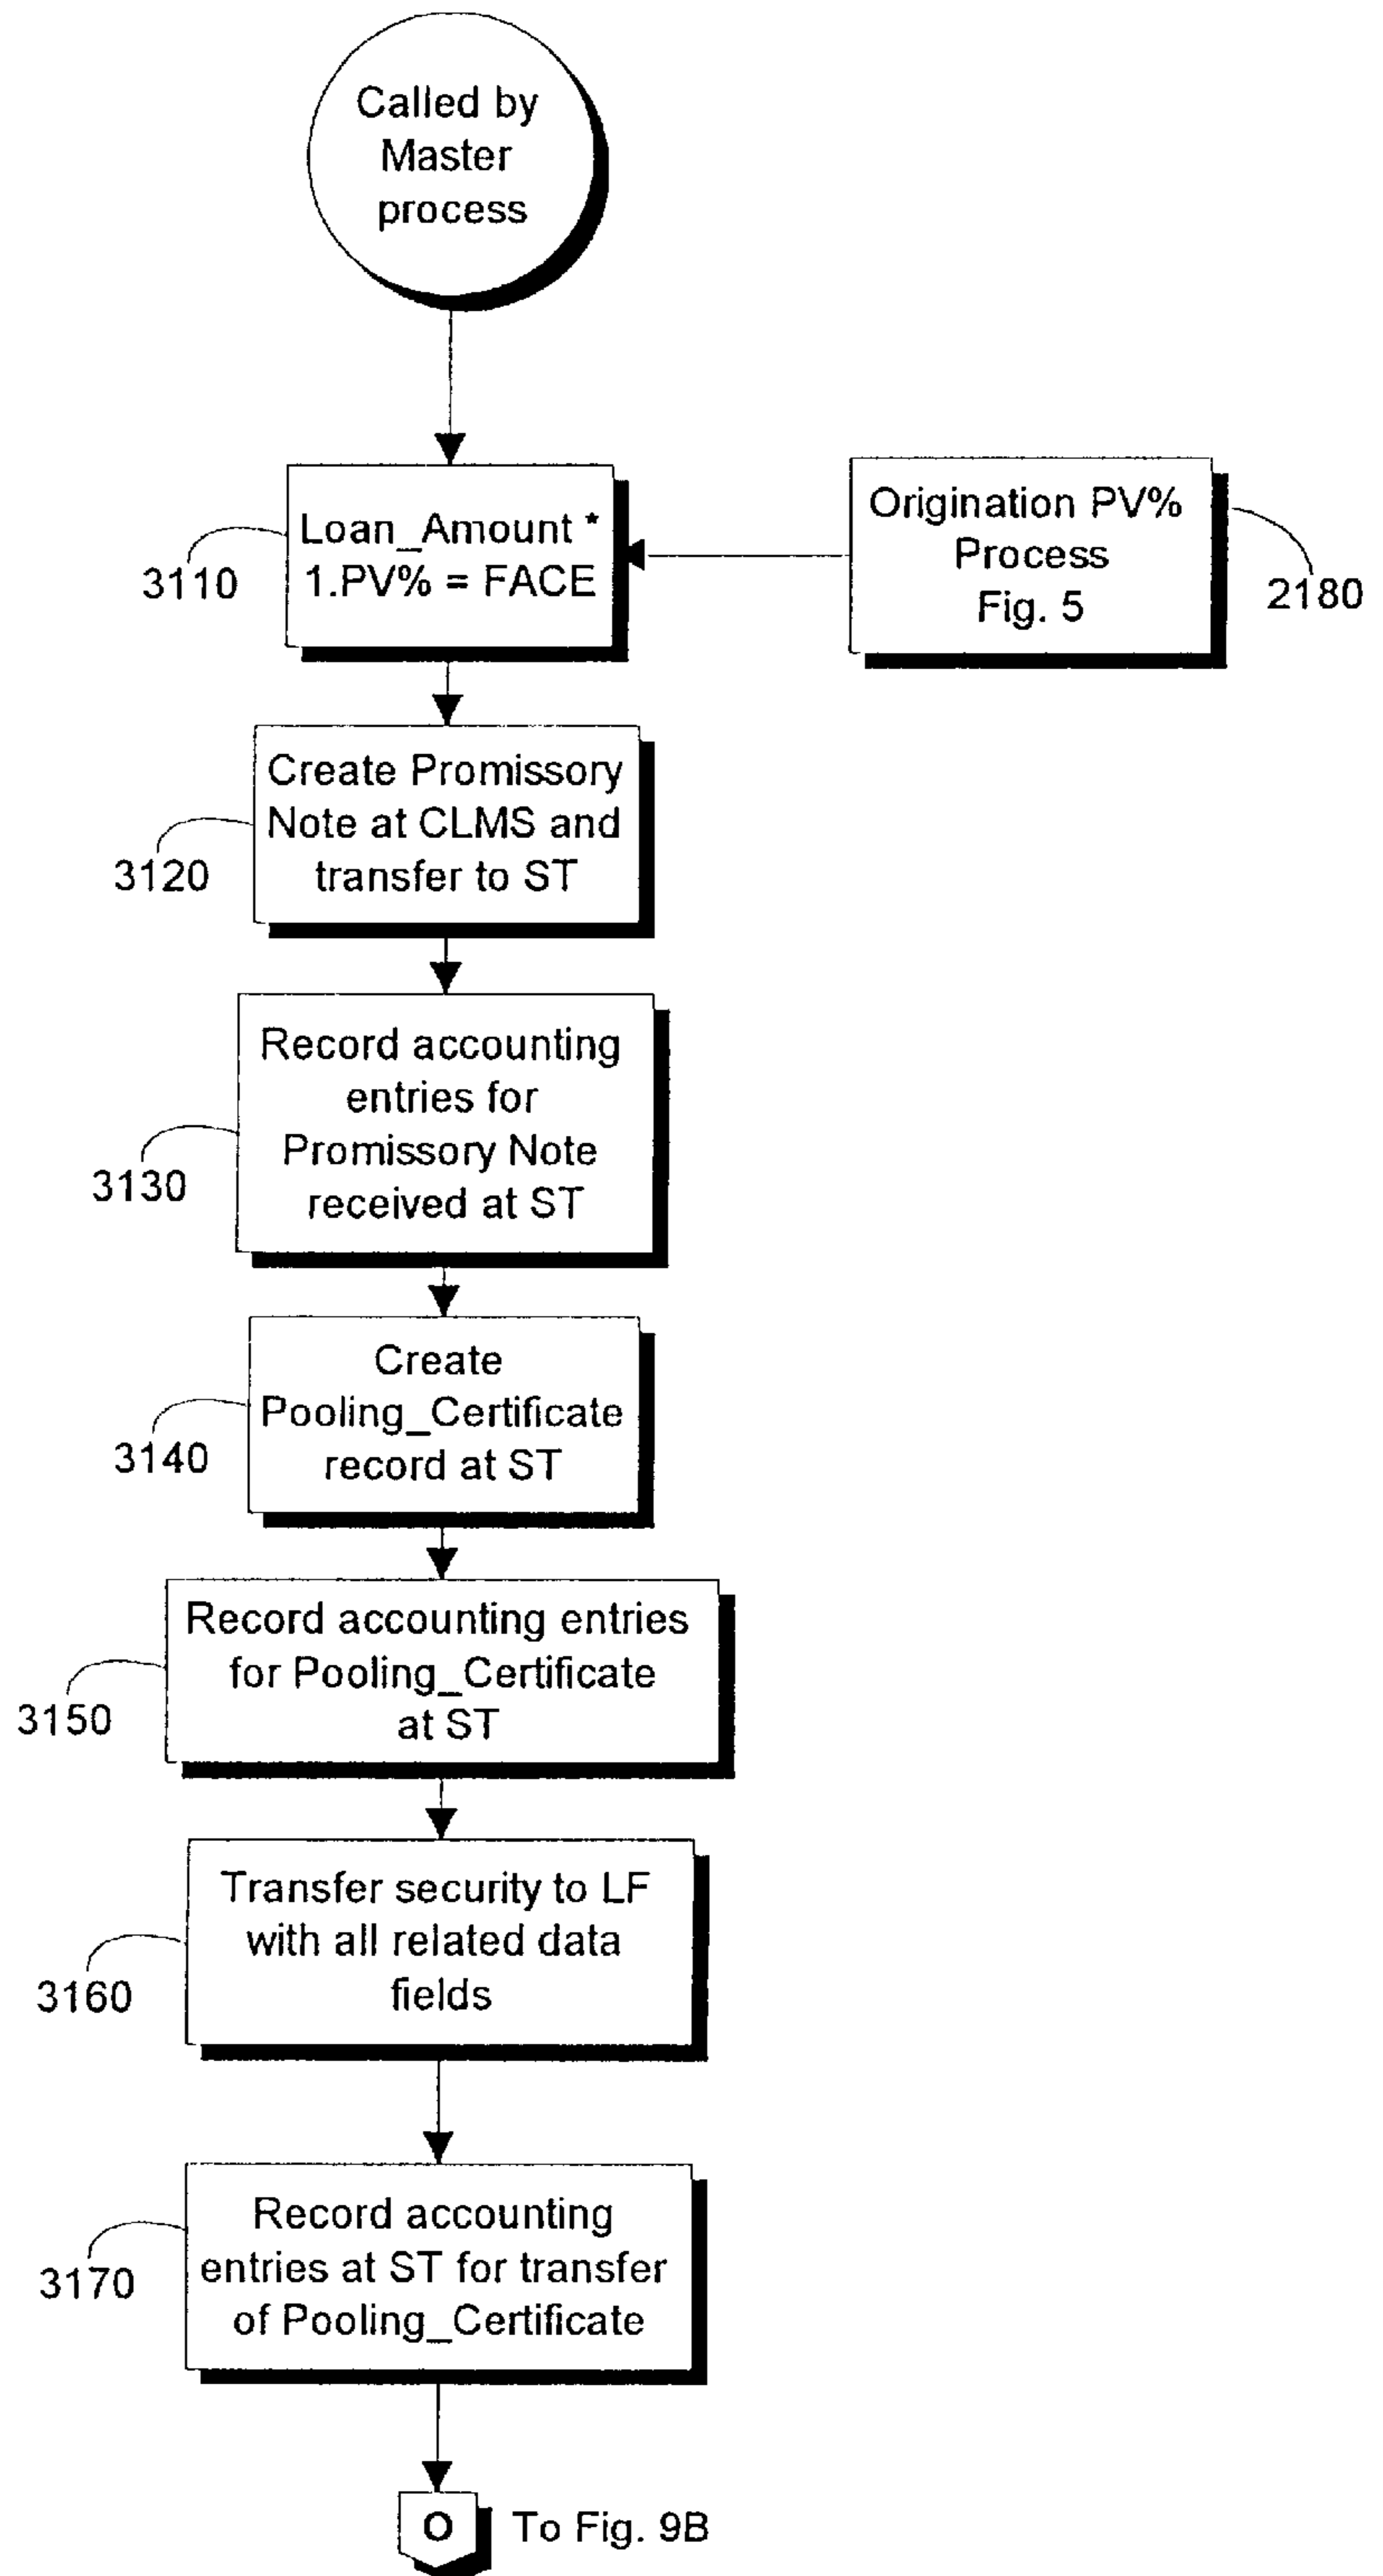 Called by
Master
process
Loan_Amount *
1.PV% = FACE
3110
Origination PV%
Process
Fig. 5
2180
Create Promissory
Note at CLMS and
transfer to ST
3120
Record accounting
entries for
Promissory Note
received at ST
3130
Create
Pooling_Certificate
record at ST
3140
Record accounting entries
for Pooling_Certificate
at ST
3150
Transfer security to LF
with all related data
fields
3160
Record accounting
entries at ST for transfer
of Pooling_Certificate
3170
O To Fig. 9B